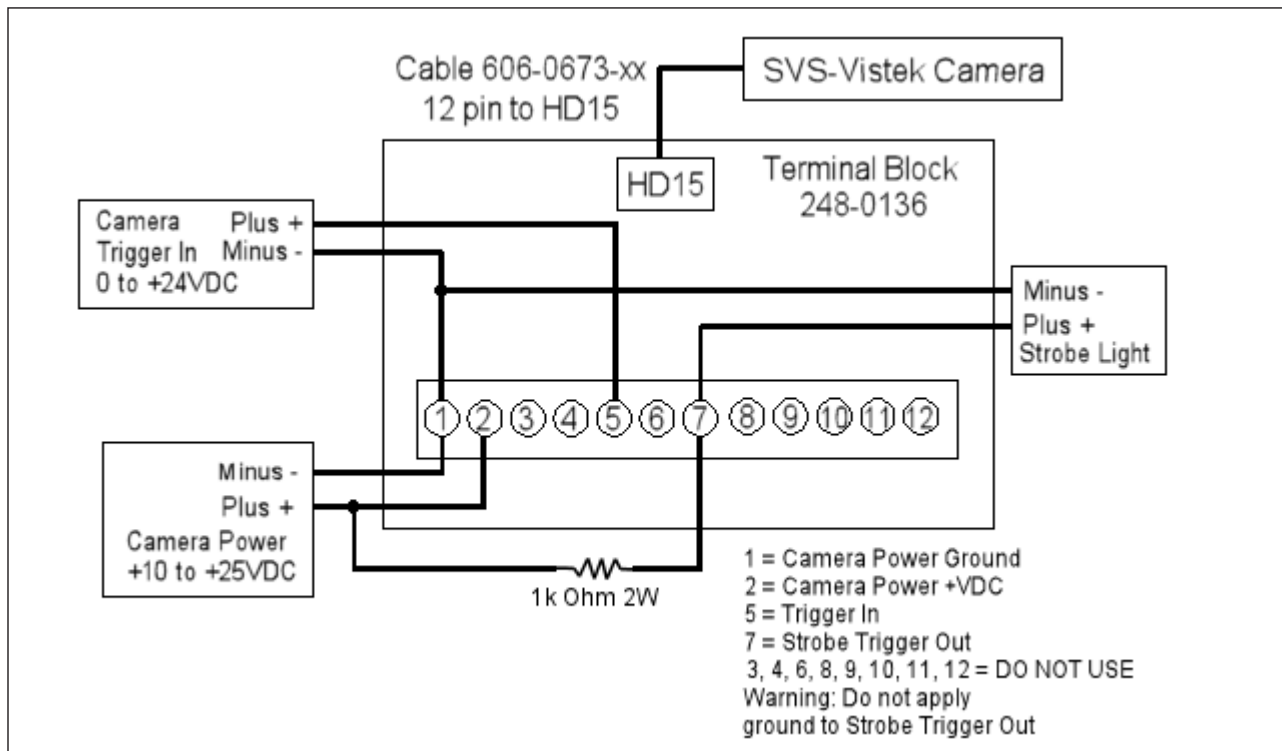 Cable 606-0673-xx
12 pin to HD15
SVS-Vistek Camera
HD15
Terminal Block
248-0136
Camera Plus +
Trigger In Minus -
0 to +24VDC
Minus -
Plus +
Strobe Light
1 2 3 4 5 6 7 8 9 10 11 12
Minus -
Plus +
Camera Power
+10 to +25VDC
1k Ohm 2W
1 = Camera Power Ground
2 = Camera Power +VDC
5 = Trigger In
7 = Strobe Trigger Out
3, 4, 6, 8, 9, 10, 11, 12 = DO NOT USE
Warning: Do not apply
ground to Strobe Trigger Out